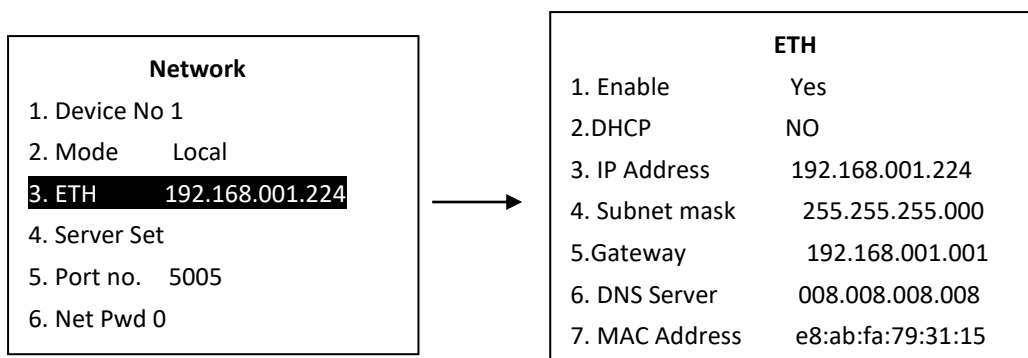 Network
1. Device No 1
2. Mode Local
3. ETH 192.168.001.224
4. Server Set
5. Port no. 5005
6. Net Pwd 0
ETH
1. Enable Yes
2.DHCP NO
3. IP Address 192.168.001.224
4. Subnet mask 255.255.255.000
5.Gateway 192.168.001.001
6. DNS Server 008.008.008.008
7. MAC Address e8:ab:fa:79:31:15